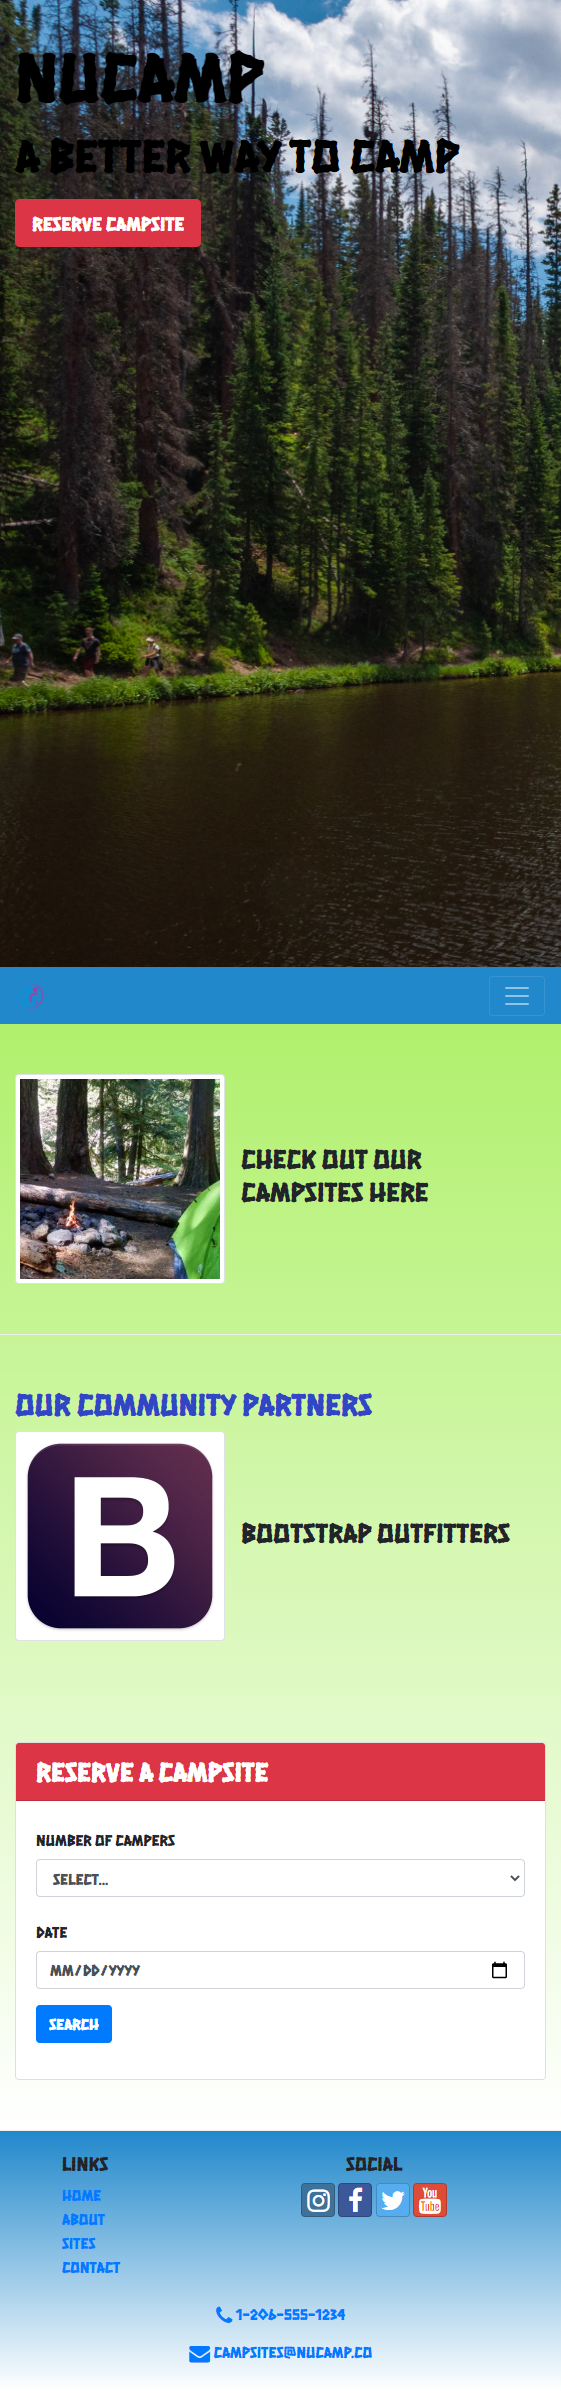 NUCAMP
A BETTER WAY TO CAMP
RESERVE CAMPSITE
CHECK OUT OUR
CAMPSITES HERE
OUR COMMUNITY PARTNERS
B
BOOTSTRAP OUTFITTERS
RESERVE A CAMPSITE
NUMBER OF CAMPERS
SELECT...
DATE
MM/DD/YYYY
SEARCH
LINKS
HOME
ABOUT
SITES
CONTACT
SOCIAL
You Tube
1-206-555-1234
CAMPSITES@NUCAMP.CO